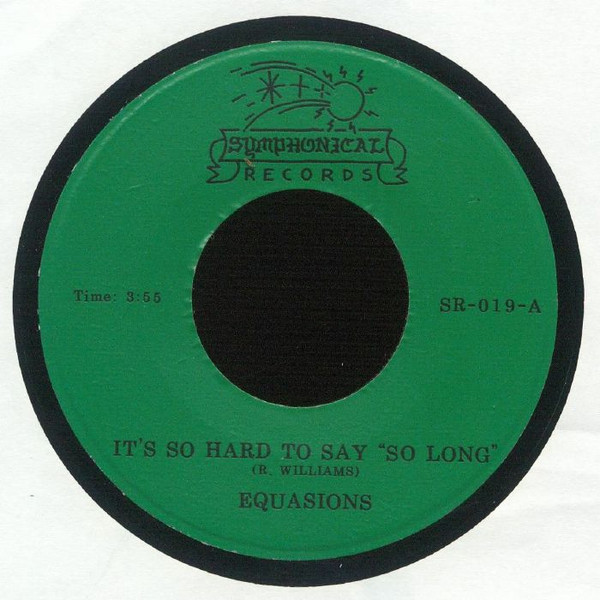 SYMPHONICAL
RECORDS
Time: 3:55
SR-019-A
IT'S SO HARD TO SAY "SO LONG"
(R. WILLIAMS)
EQUASIONS